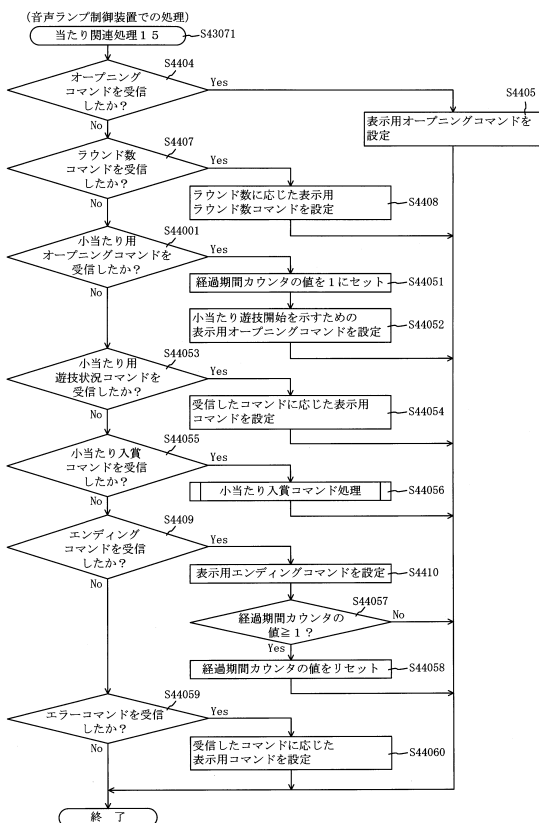 (音声ランプ制御装置での処理)
当たり関連処理15
S43071
S4404
オープニング
コマンドを受信
したか?
Yes
No
S4405
表示用オープニングコマンドを
設定
S4407
ラウンド数
コマンドを受信
したか?
Yes
No
ラウンド数に応じた表示用
ラウンド数コマンドを設定
S4408
S44001
小当たり用
オープニングコマンドを
受信したか?
Yes
No
経過期間カウンタの値を1にセット
S44051
小当たり遊技開始を示すための
表示用オープニングコマンドを設定
S44052
S44053
小当たり用
遊技状況コマンドを
受信したか?
Yes
No
受信したコマンドに応じた表示用
コマンドを設定
S44054
S44055
小当たり入賞
コマンドを受信
したか?
Yes
No
小当たり入賞コマンド処理
S44056
S4409
エンディング
コマンドを受信
したか?
Yes
No
表示用エンディングコマンドを設定
S4410
S44057
経過期間カウンタの
値≧1?
No
Yes
経過期間カウンタの値をリセット
S44058
S44059
エラーコマンドを受信
したか?
Yes
No
受信したコマンドに応じた
表示用コマンドを設定
S44060
終 了